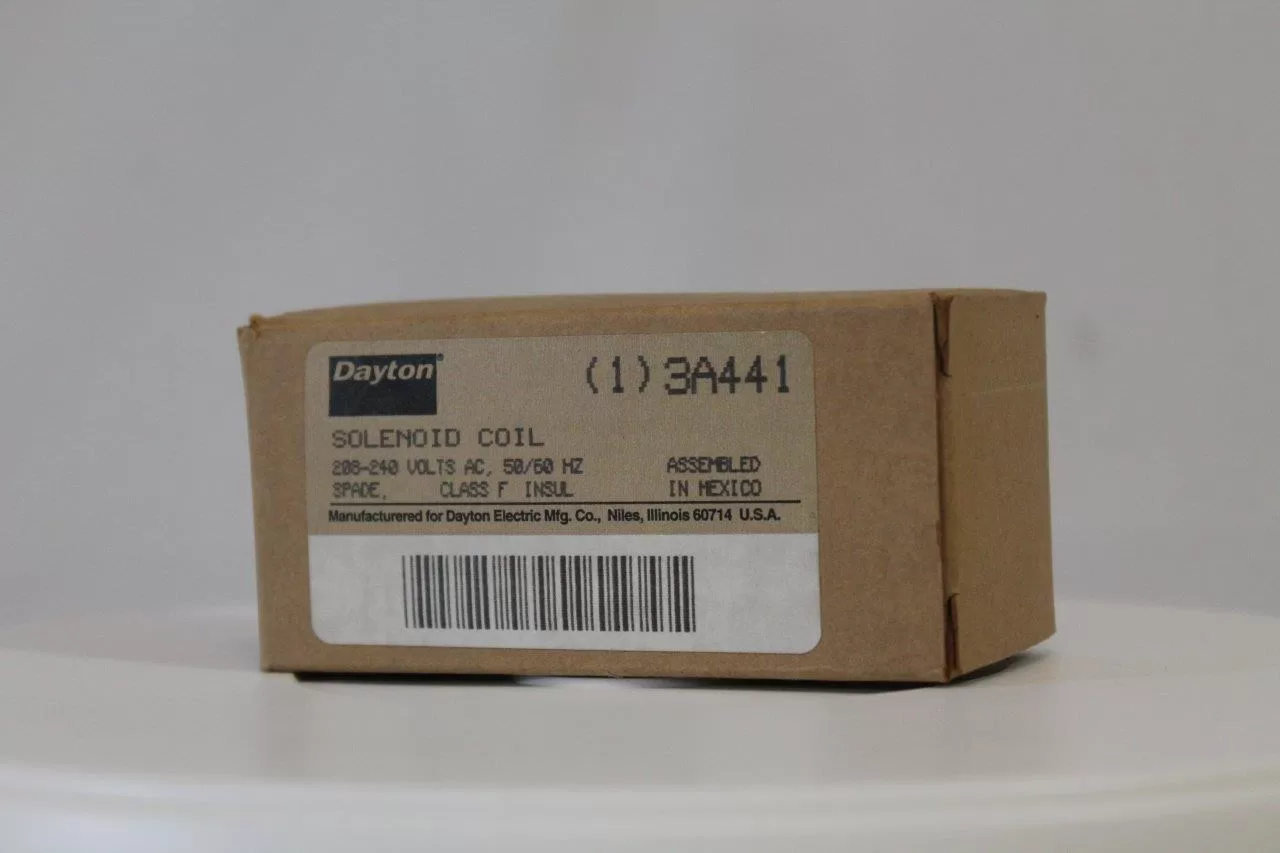 Dayton®
(1) 3A441
SOLENOID COIL
208-240 VOLTS AC, 50/60 HZ
SPADE, CLASS F INSUL
ASSEMBLED
IN MEXICO
Manufacturered for Dayton Electric Mfg. Co., Niles, Illinois 60714 U.S.A.